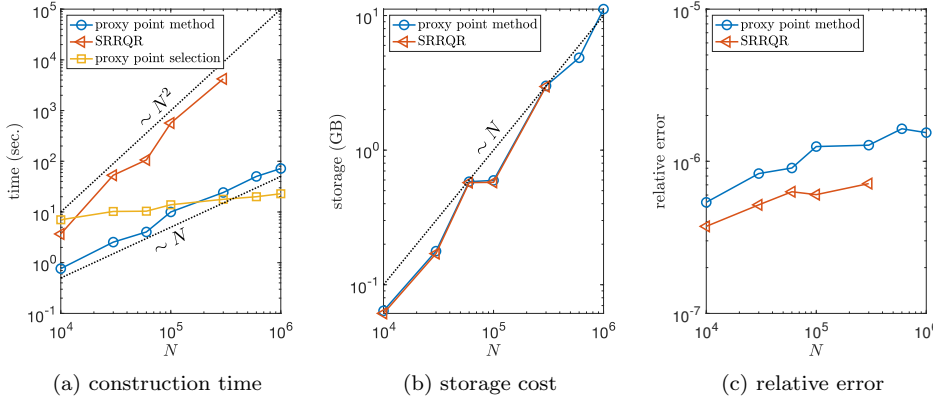 10^5
10^4
10^3
10^2
10^1
10^0
10^-1
time (sec.)
proxy point method
SRRQR
proxy point selection
∼ N^2
∼ N
10^4
10^5
10^6
N
(a) construction time
10^1
10^0
10^-1
storage (GB)
proxy point method
SRRQR
∼ N
10^4
10^5
10^6
N
(b) storage cost
10^-5
10^-6
10^-7
relative error
proxy point method
SRRQR
10^4
10^5
10^6
N
(c) relative error